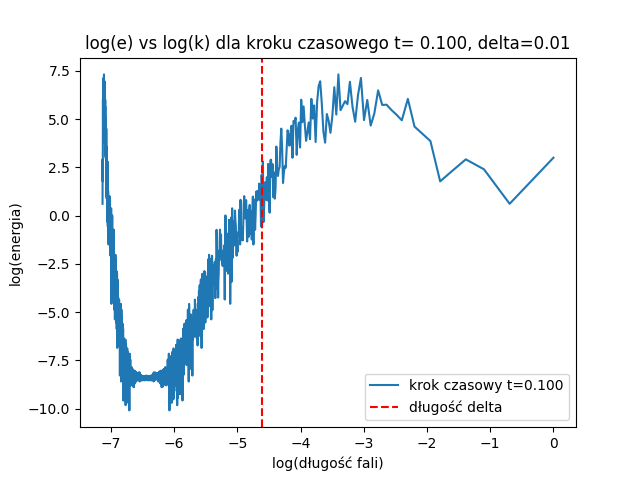 log(e) vs log(k) dla kroku czasowego t= 0.100, delta=0.01
7.5
5.0
2.5
0.0
−2.5
−5.0
−7.5
−10.0
log(energia)
krok czasowy t=0.100
długość delta
−7 −6 −5 −4 −3 −2 −1 0
log(długość fali)